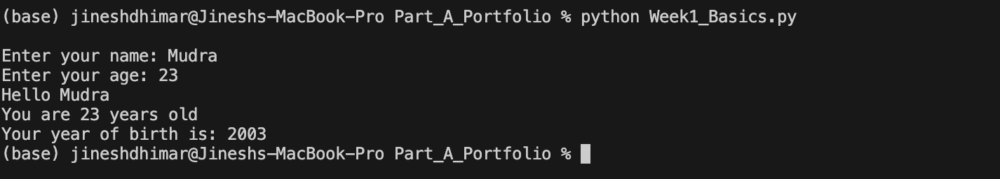 (base) jineshdhimar@Jineshs-MacBook-Pro Part_A_Portfolio % python Week1_Basics.py
Enter your name: Mudra
Enter your age: 23
Hello Mudra
You are 23 years old
Your year of birth is: 2003
(base) jineshdhimar@Jineshs-MacBook-Pro Part_A_Portfolio %